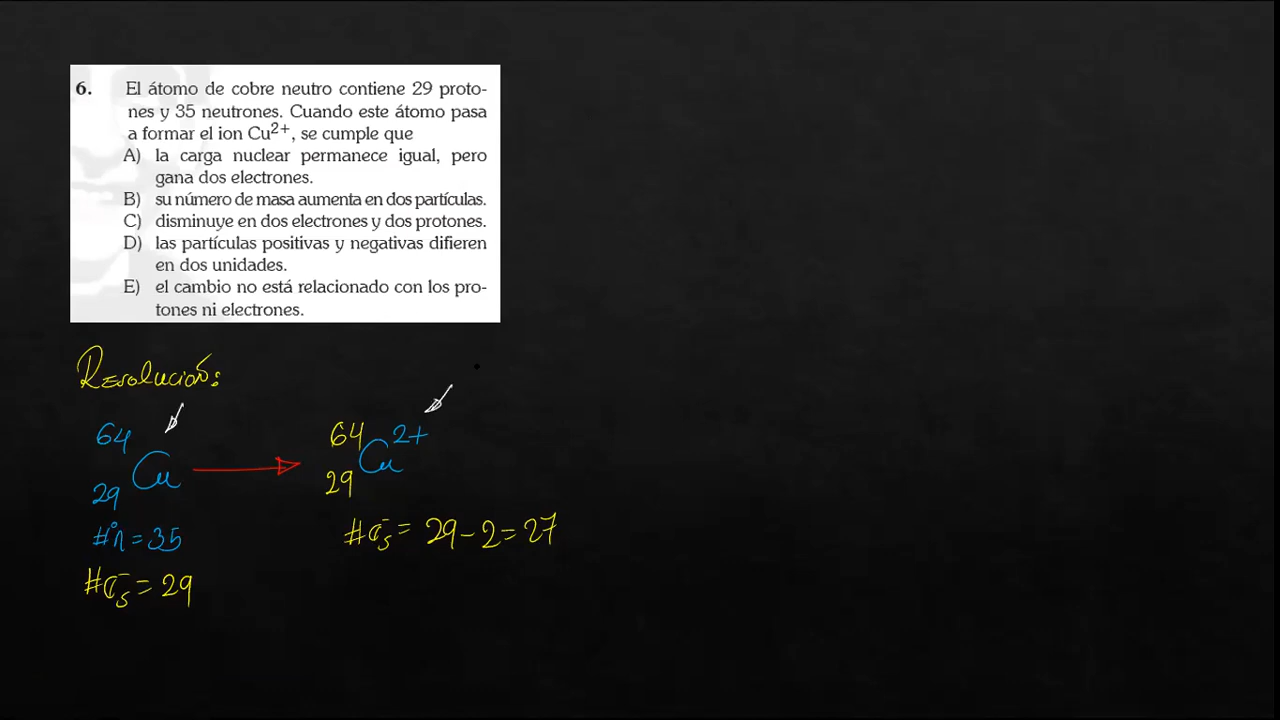 6. El átomo de cobre neutro contiene 29 proto-
nes y 35 neutrones. Cuando este átomo pasa
a formar el ion Cu²⁺, se cumple que
A) la carga nuclear permanece igual, pero
gana dos electrones.
B) su número de masa aumenta en dos partículas.
C) disminuye en dos electrones y dos protones.
D) las partículas positivas y negativas difieren
en dos unidades.
E) el cambio no está relacionado con los pro-
tones ni electrones.
Resolución:
64 Cu 29
64 Cu 2+ 29
#n° = 35
#e⁻s = 29
#e⁻s = 29 - 2 = 27